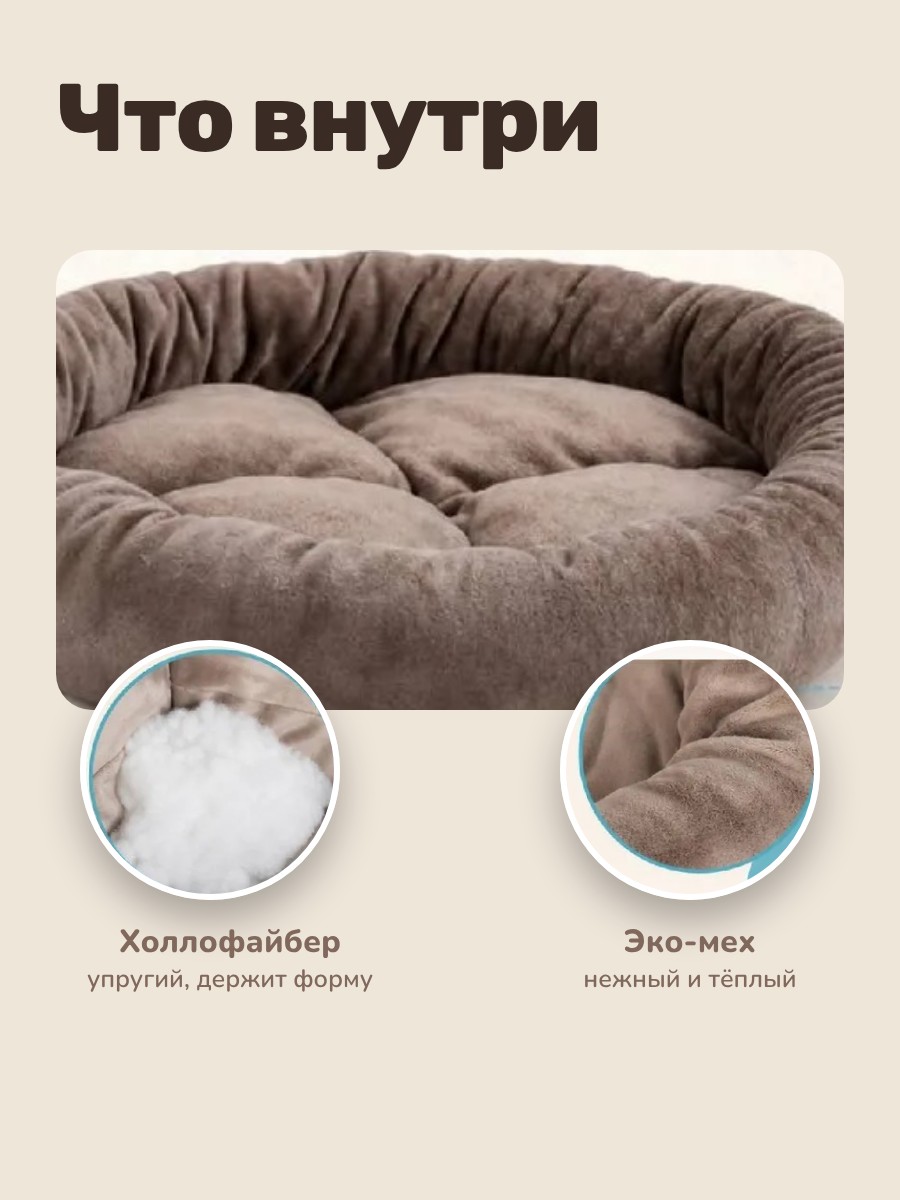 Что внутри
Холлофайбер
упругий, держит форму
Эко-мех
нежный и тёплый